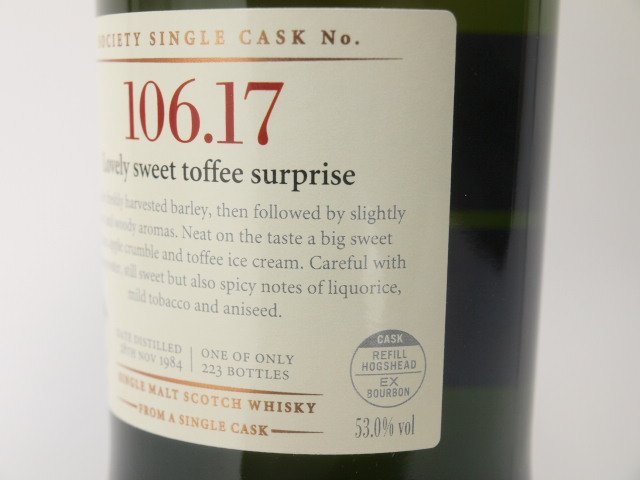 SOCIETY SINGLE CASK No.
106.17
Lovely sweet toffee surprise
harvested barley, then followed by slightly
and woody aromas. Neat on the taste a big sweet
apple crumble and toffee ice cream. Careful with
still sweet but also spicy notes of liquorice,
mild tobacco and aniseed.
DATE DISTILLED
28TH NOV 1984
ONE OF ONLY
223 BOTTLES
CASK
REFILL
HOGSHEAD
EX
BOURBON
SINGLE MALT SCOTCH WHISKY
FROM A SINGLE CASK
53.0% vol